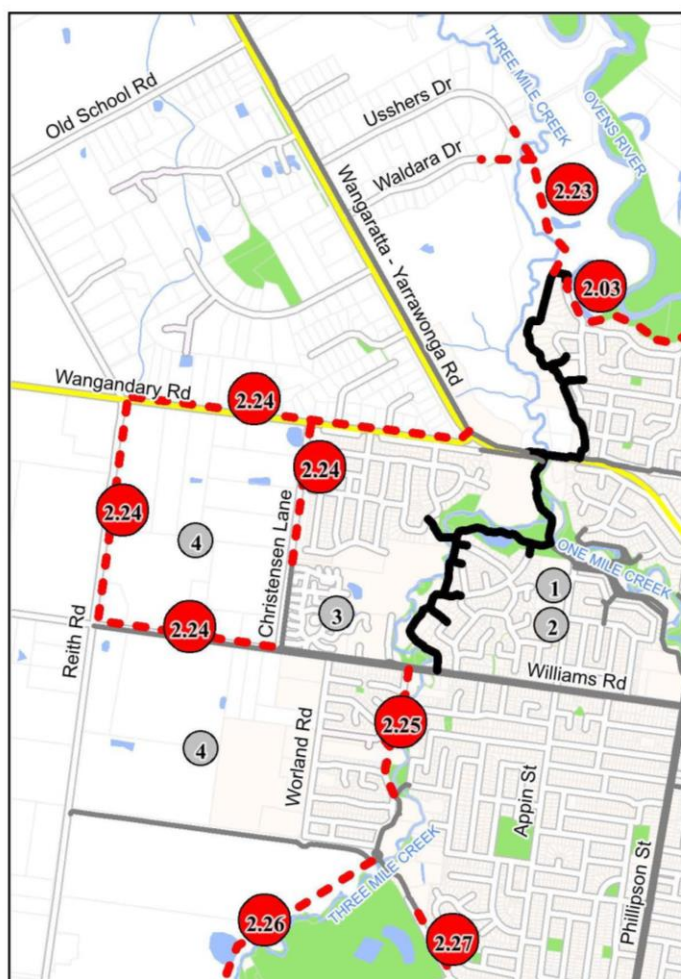 THREE MILE CREEK
OVENS RIVER
Old School Rd
Usshers Dr
Waldara Dr
2.23
Wangaratta - Yarrawonga Rd
2.03
Wangandary Rd
2.24
2.24
2.24
4
Christensen Lane
ONE MILE CREEK
1
3
2
2.24
Reith Rd
Williams Rd
2.25
4
Worland Rd
Appin St
Phillipson St
THREE MILE CREEK
2.26
2.27